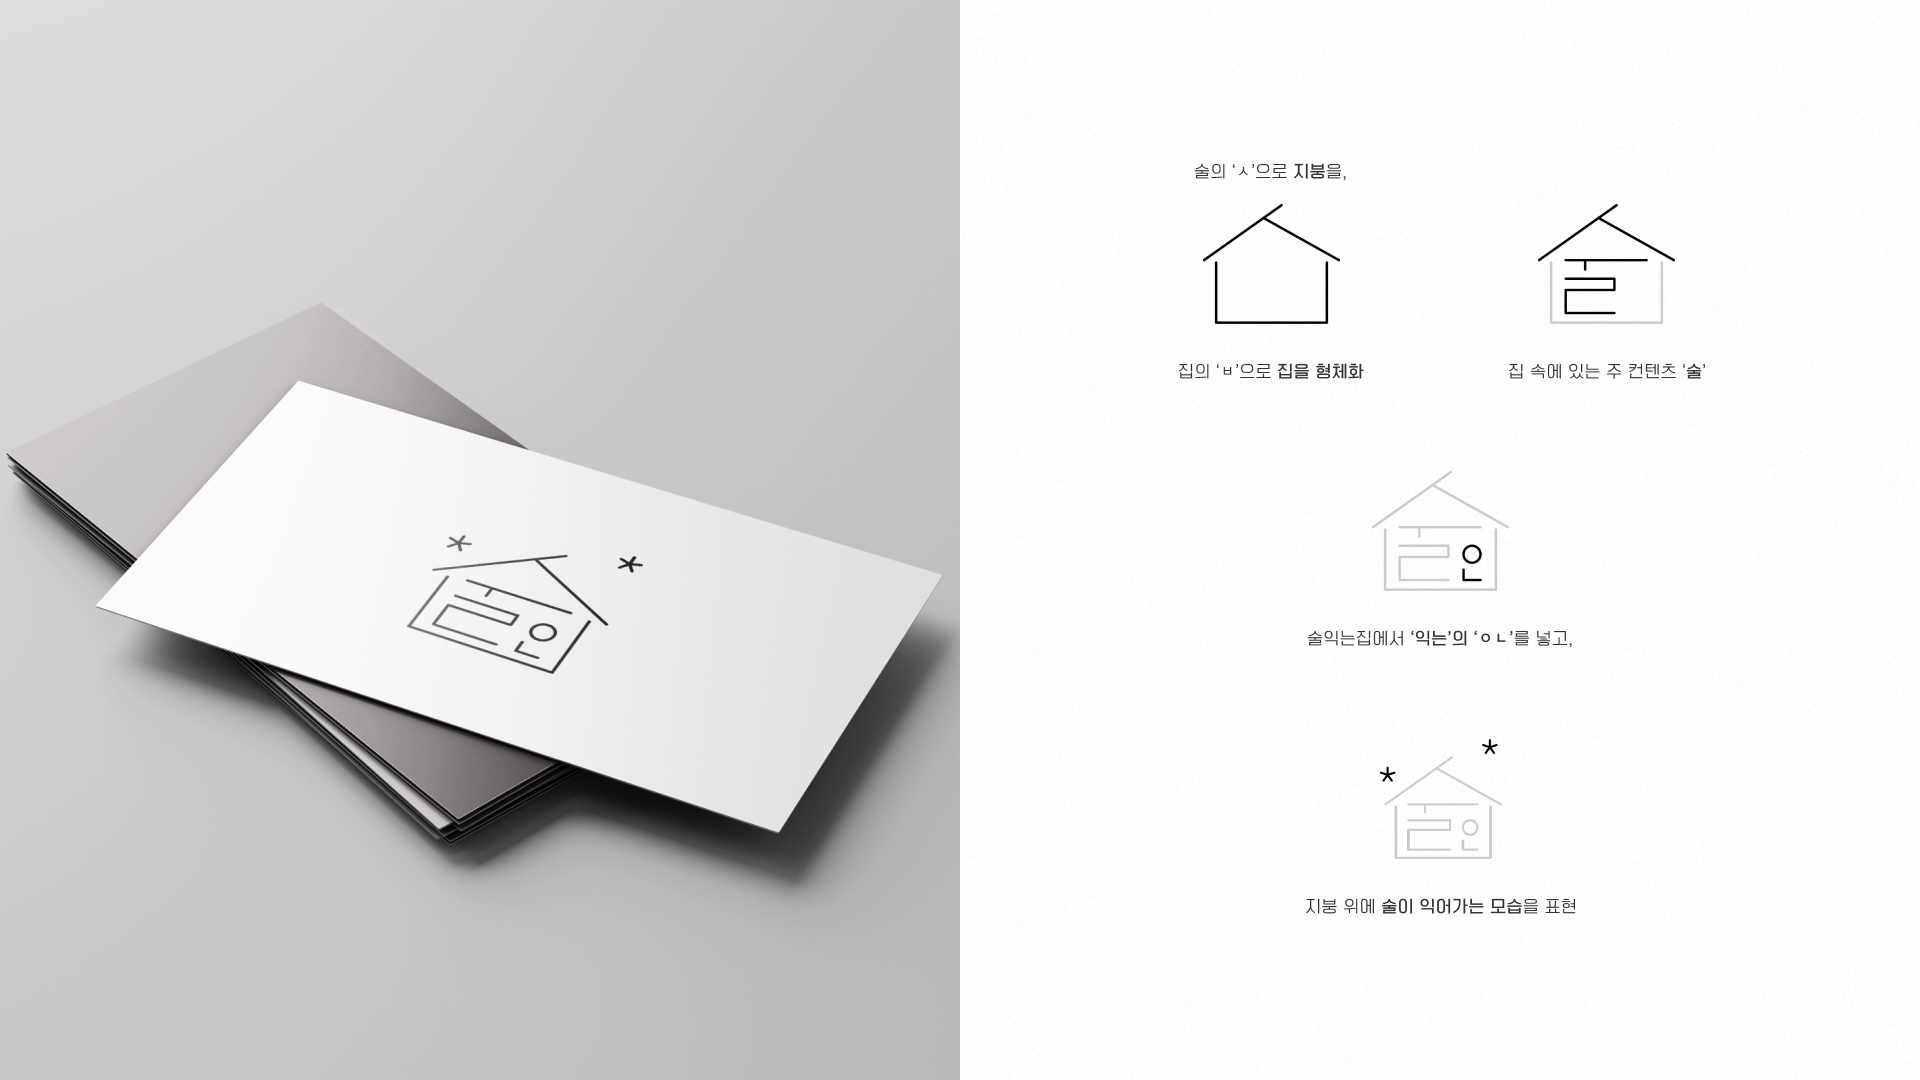 술의 ‘ㅅ’으로 지붕을,
집의 ‘ㅂ’으로 집을 형체화
집 속에 있는 주 컨텐츠 ‘술’
술익는집에서 ‘익는’의 ‘ㅇㄴ’를 넣고,
지붕 위에 술이 익어가는 모습을 표현